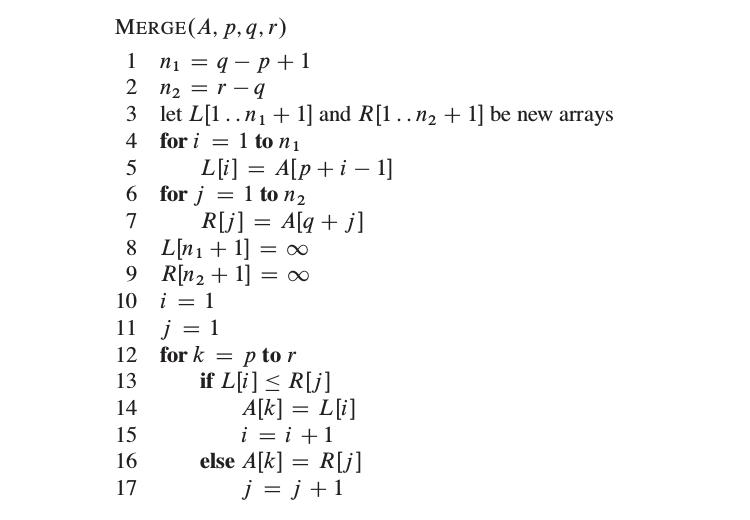 MERGE(A, p, q, r)
1 n₁ = q − p + 1
2 n₂ = r − q
3 let L[1 . . n₁ + 1] and R[1 . . n₂ + 1] be new arrays
4 for i = 1 to n₁
5 L[i] = A[p + i − 1]
6 for j = 1 to n₂
7 R[j] = A[q + j]
8 L[n₁ + 1] = ∞
9 R[n₂ + 1] = ∞
10 i = 1
11 j = 1
12 for k = p to r
13 if L[i] ≤ R[j]
14 A[k] = L[i]
15 i = i + 1
16 else A[k] = R[j]
17 j = j + 1